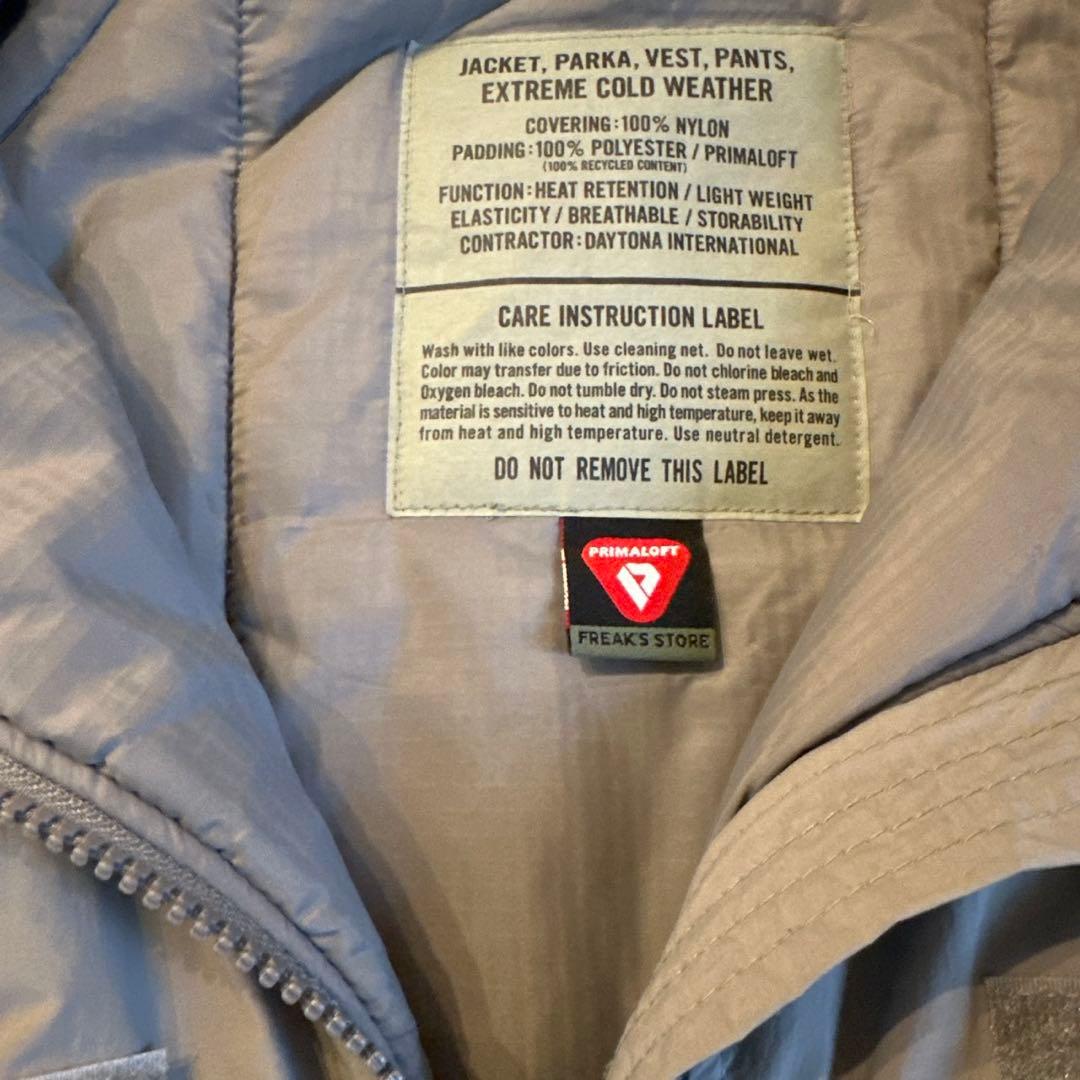 JACKET, PARKA, VEST, PANTS,
EXTREME COLD WEATHER
COVERING:100% NYLON
PADDING:100% POLYESTER / PRIMALOFT
(100% RECYCLED CONTENT)
FUNCTION:HEAT RETENTION / LIGHT WEIGHT
ELASTICITY / BREATHABLE / STORABILITY
CONTRACTOR:DAYTONA INTERNATIONAL
CARE INSTRUCTION LABEL
Wash with like colors. Use cleaning net. Do not leave wet.
Color may transfer due to friction. Do not chlorine bleach and
Oxygen bleach. Do not tumble dry. Do not steam press. As the
material is sensitive to heat and high temperature, keep it away
from heat and high temperature. Use neutral detergent.
DO NOT REMOVE THIS LABEL
PRIMALOFT
FREAK'S STORE